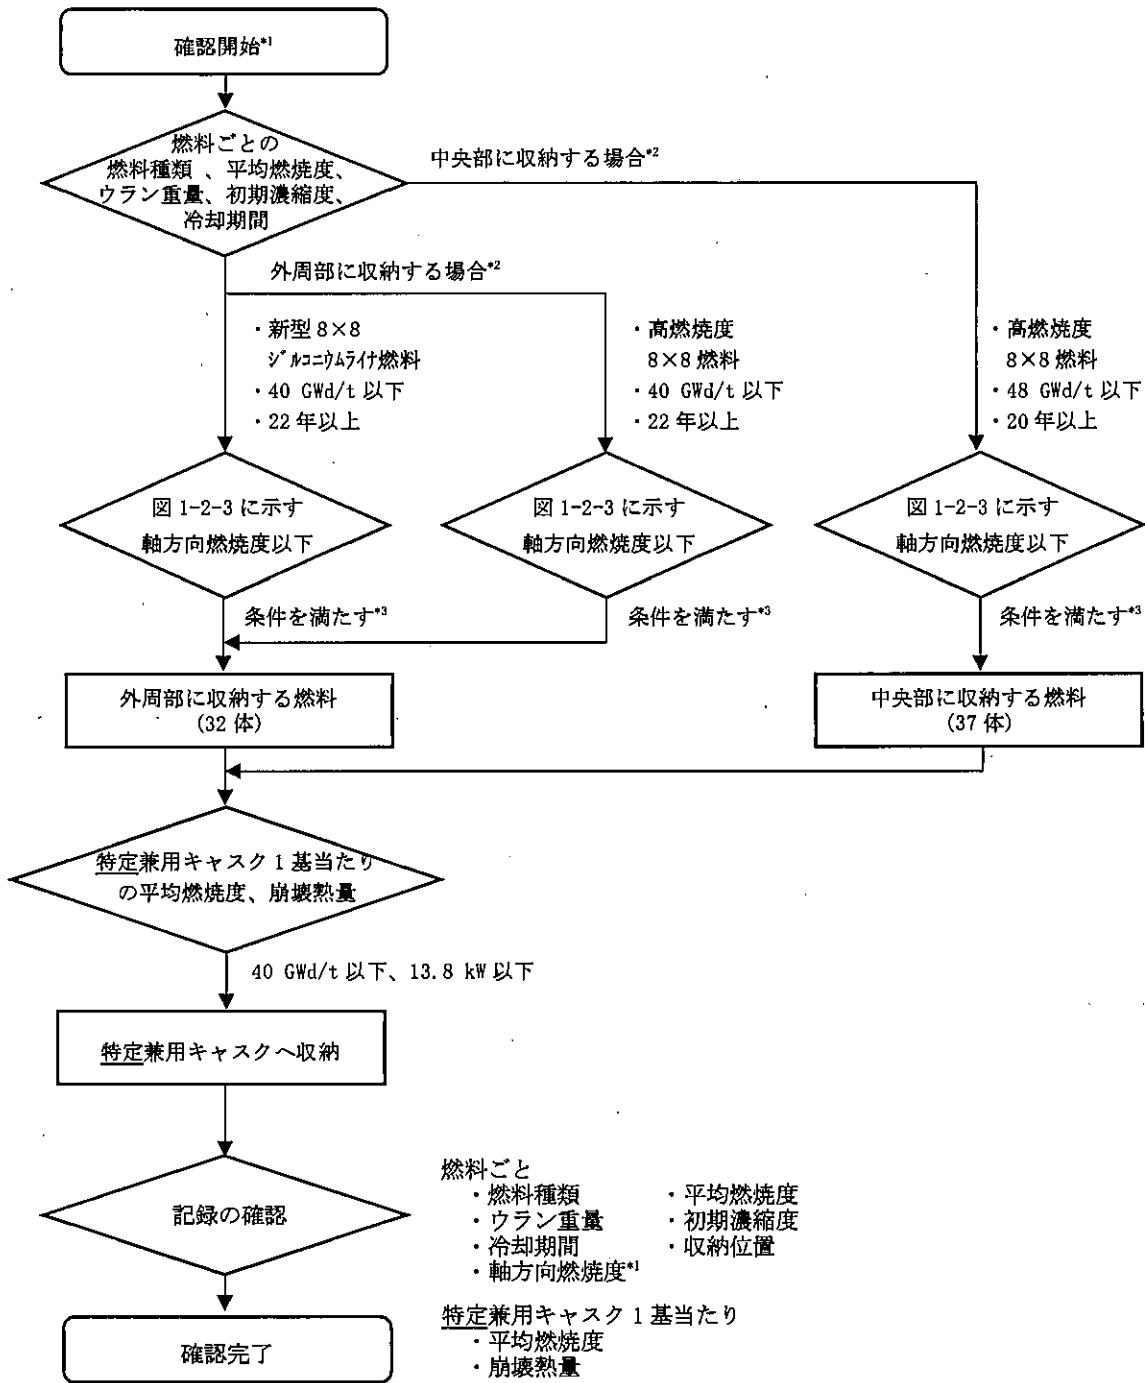 確認開始*1
燃料ごとの
燃料種類 、平均燃焼度、
ウラン重量、初期濃縮度、
冷却期間
中央部に収納する場合*2
外周部に収納する場合*2
・新型 8×8
ジルコニウムライナ燃料
・40 GWd/t 以下
・22 年以上
・高燃焼度
8×8 燃料
・40 GWd/t 以下
・22 年以上
・高燃焼度
8×8 燃料
・48 GWd/t 以下
・20 年以上
図 1-2-3 に示す
軸方向燃焼度以下
図 1-2-3 に示す
軸方向燃焼度以下
図 1-2-3 に示す
軸方向燃焼度以下
条件を満たす*3
条件を満たす*3
条件を満たす*3
外周部に収納する燃料
(32 体)
中央部に収納する燃料
(37 体)
特定兼用キャスク 1 基当たり
の平均燃焼度、崩壊熱量
40 GWd/t 以下、13.8 kW 以下
特定兼用キャスクへ収納
記録の確認
燃料ごと
・燃料種類 ・平均燃焼度
・ウラン重量 ・初期濃縮度
・冷却期間 ・収納位置
・軸方向燃焼度*1
特定兼用キャスク 1 基当たり
・平均燃焼度
・崩壊熱量
確認完了